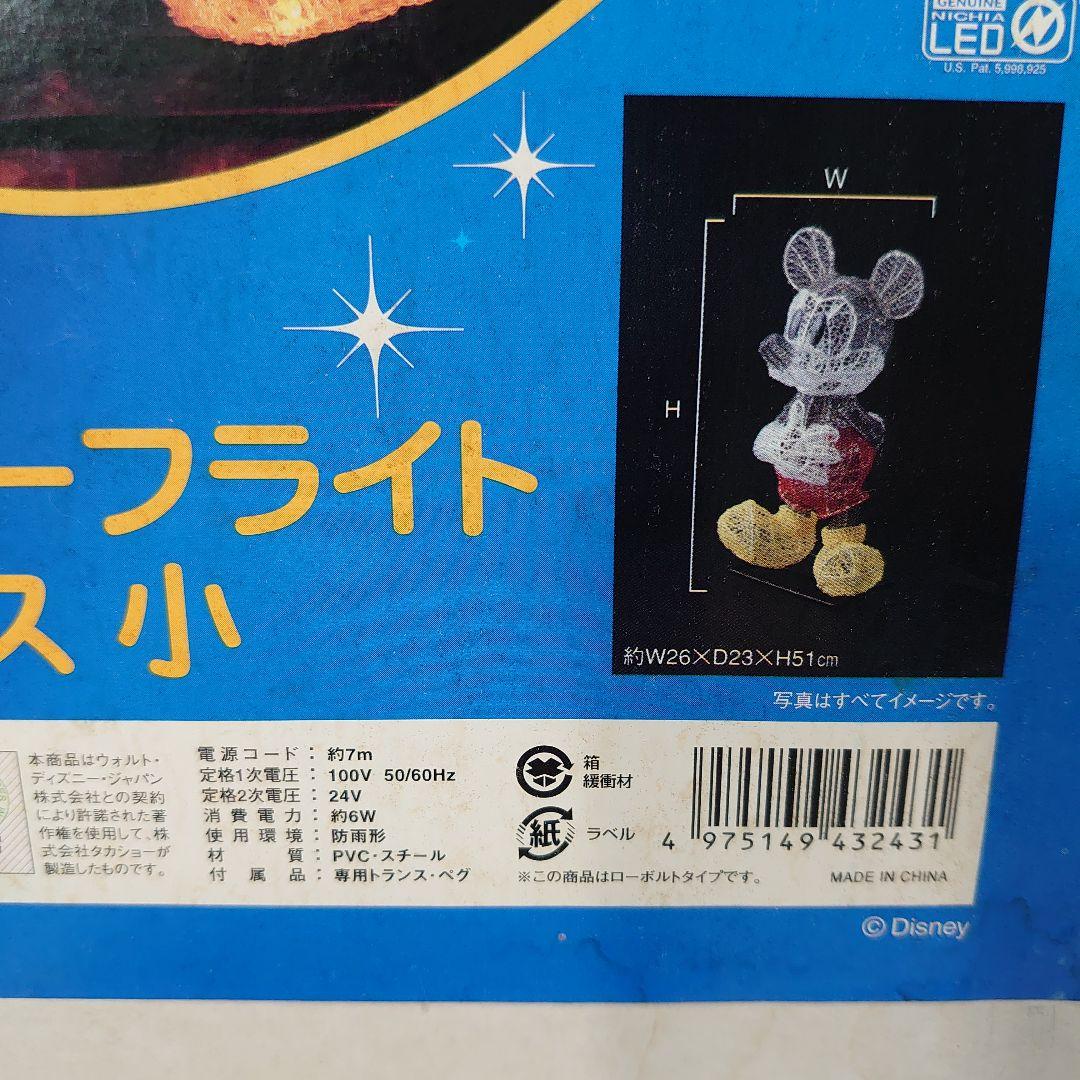 GENUINE
NICHIA
LED
U.S. Pat. 5,998,925
W
H
約W26×D23×H51cm
写真はすべてイメージです。
ーフライト
ス 小
本商品はウォルト・
ディズニー・ジャパン
株式会社との契約
により許諾された著
作権を使用して、株
式会社タカショーが
製造したものです。
電源コード：約7m
定格1次電圧：100V 50/60Hz
定格2次電圧：24V
消費電力：約6W
使用環境：防雨形
材質：PVC・スチール
付属品：専用トランス・ペグ
箱
緩衝材
紙
ラベル
※この商品はローボルトタイプです。
4 975149 432431
MADE IN CHINA
©Disney